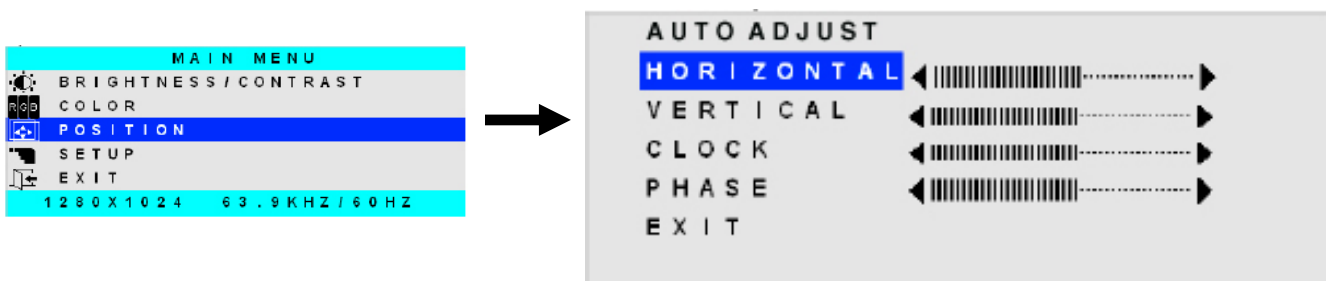 MAIN MENU
BRIGHTNESS/CONTRAST
RGB COLOR
POSITION
SETUP
EXIT
1280X1024 63.9KHZ/60HZ
AUTO ADJUST
HORIZONTAL
VERTICAL
CLOCK
PHASE
EXIT